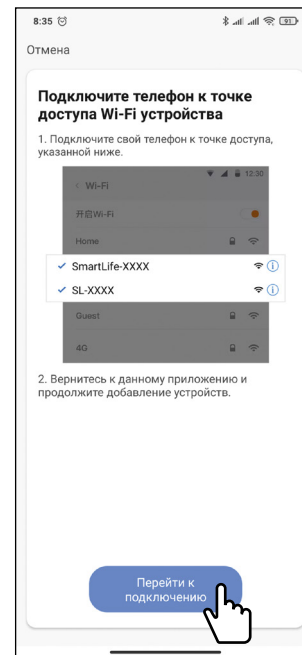 8:35
91
Отмена
Подключите телефон к точке
доступа Wi-Fi устройства
1. Подключите свой телефон к точке доступа,
указанной ниже.
12:30
Wi-Fi
开启Wi-Fi
Home
SmartLife-XXXX
SL-XXXX
Guest
4G
2. Вернитесь к данному приложению и
продолжите добавление устройств.
Перейти к
подключению